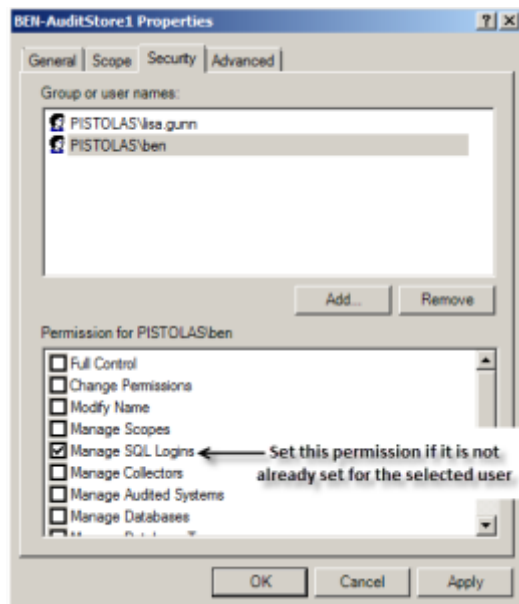 BEN-AuditStore1 Properties
General Scope Security Advanced
Group or user names:
PISTOLAS\lisa.gunn
PISTOLAS\ben
Add... Remove
Permission for PISTOLAS\ben
Full Control
Change Permissions
Modify Name
Manage Scopes
Manage SQL Logins
Set this permission if it is not
already set for the selected user
Manage Collectors
Manage Audited Systems
Manage Databases
OK Cancel Apply